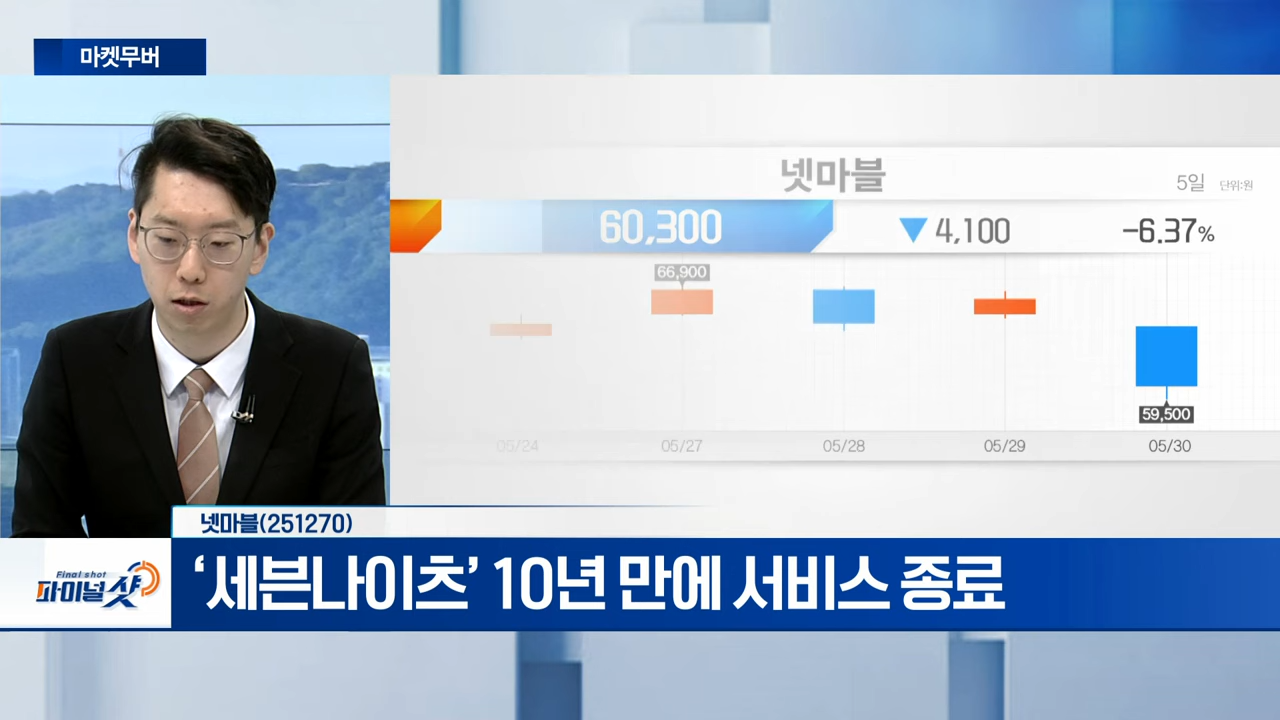 마켓무버
넷마블
5일 단위:원
60,300 ▼ 4,100 -6.37%
66,900
59,500
05/24 05/27 05/28 05/29 05/30
넷마블(251270)
Final shot
파이널샷
‘세븐나이츠’ 10년 만에 서비스 종료